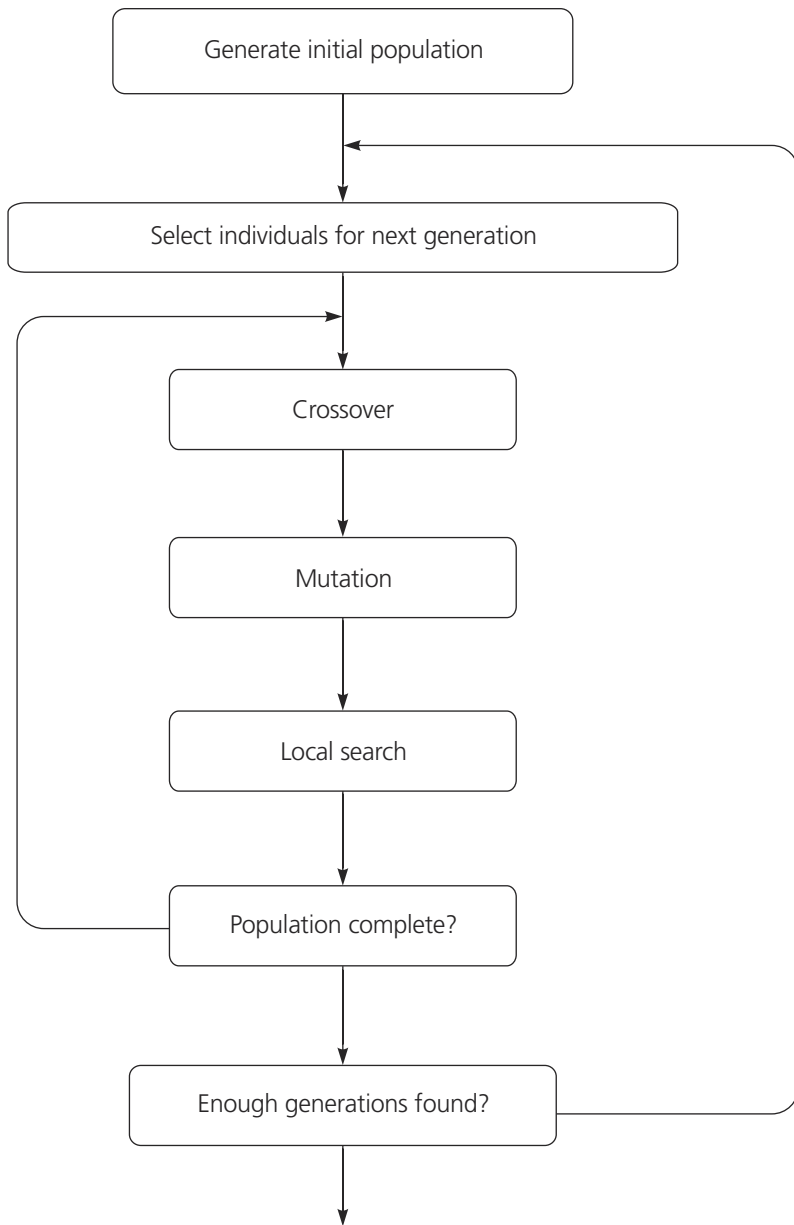 Generate initial population
Select individuals for next generation
Crossover
Mutation
Local search
Population complete?
Enough generations found?